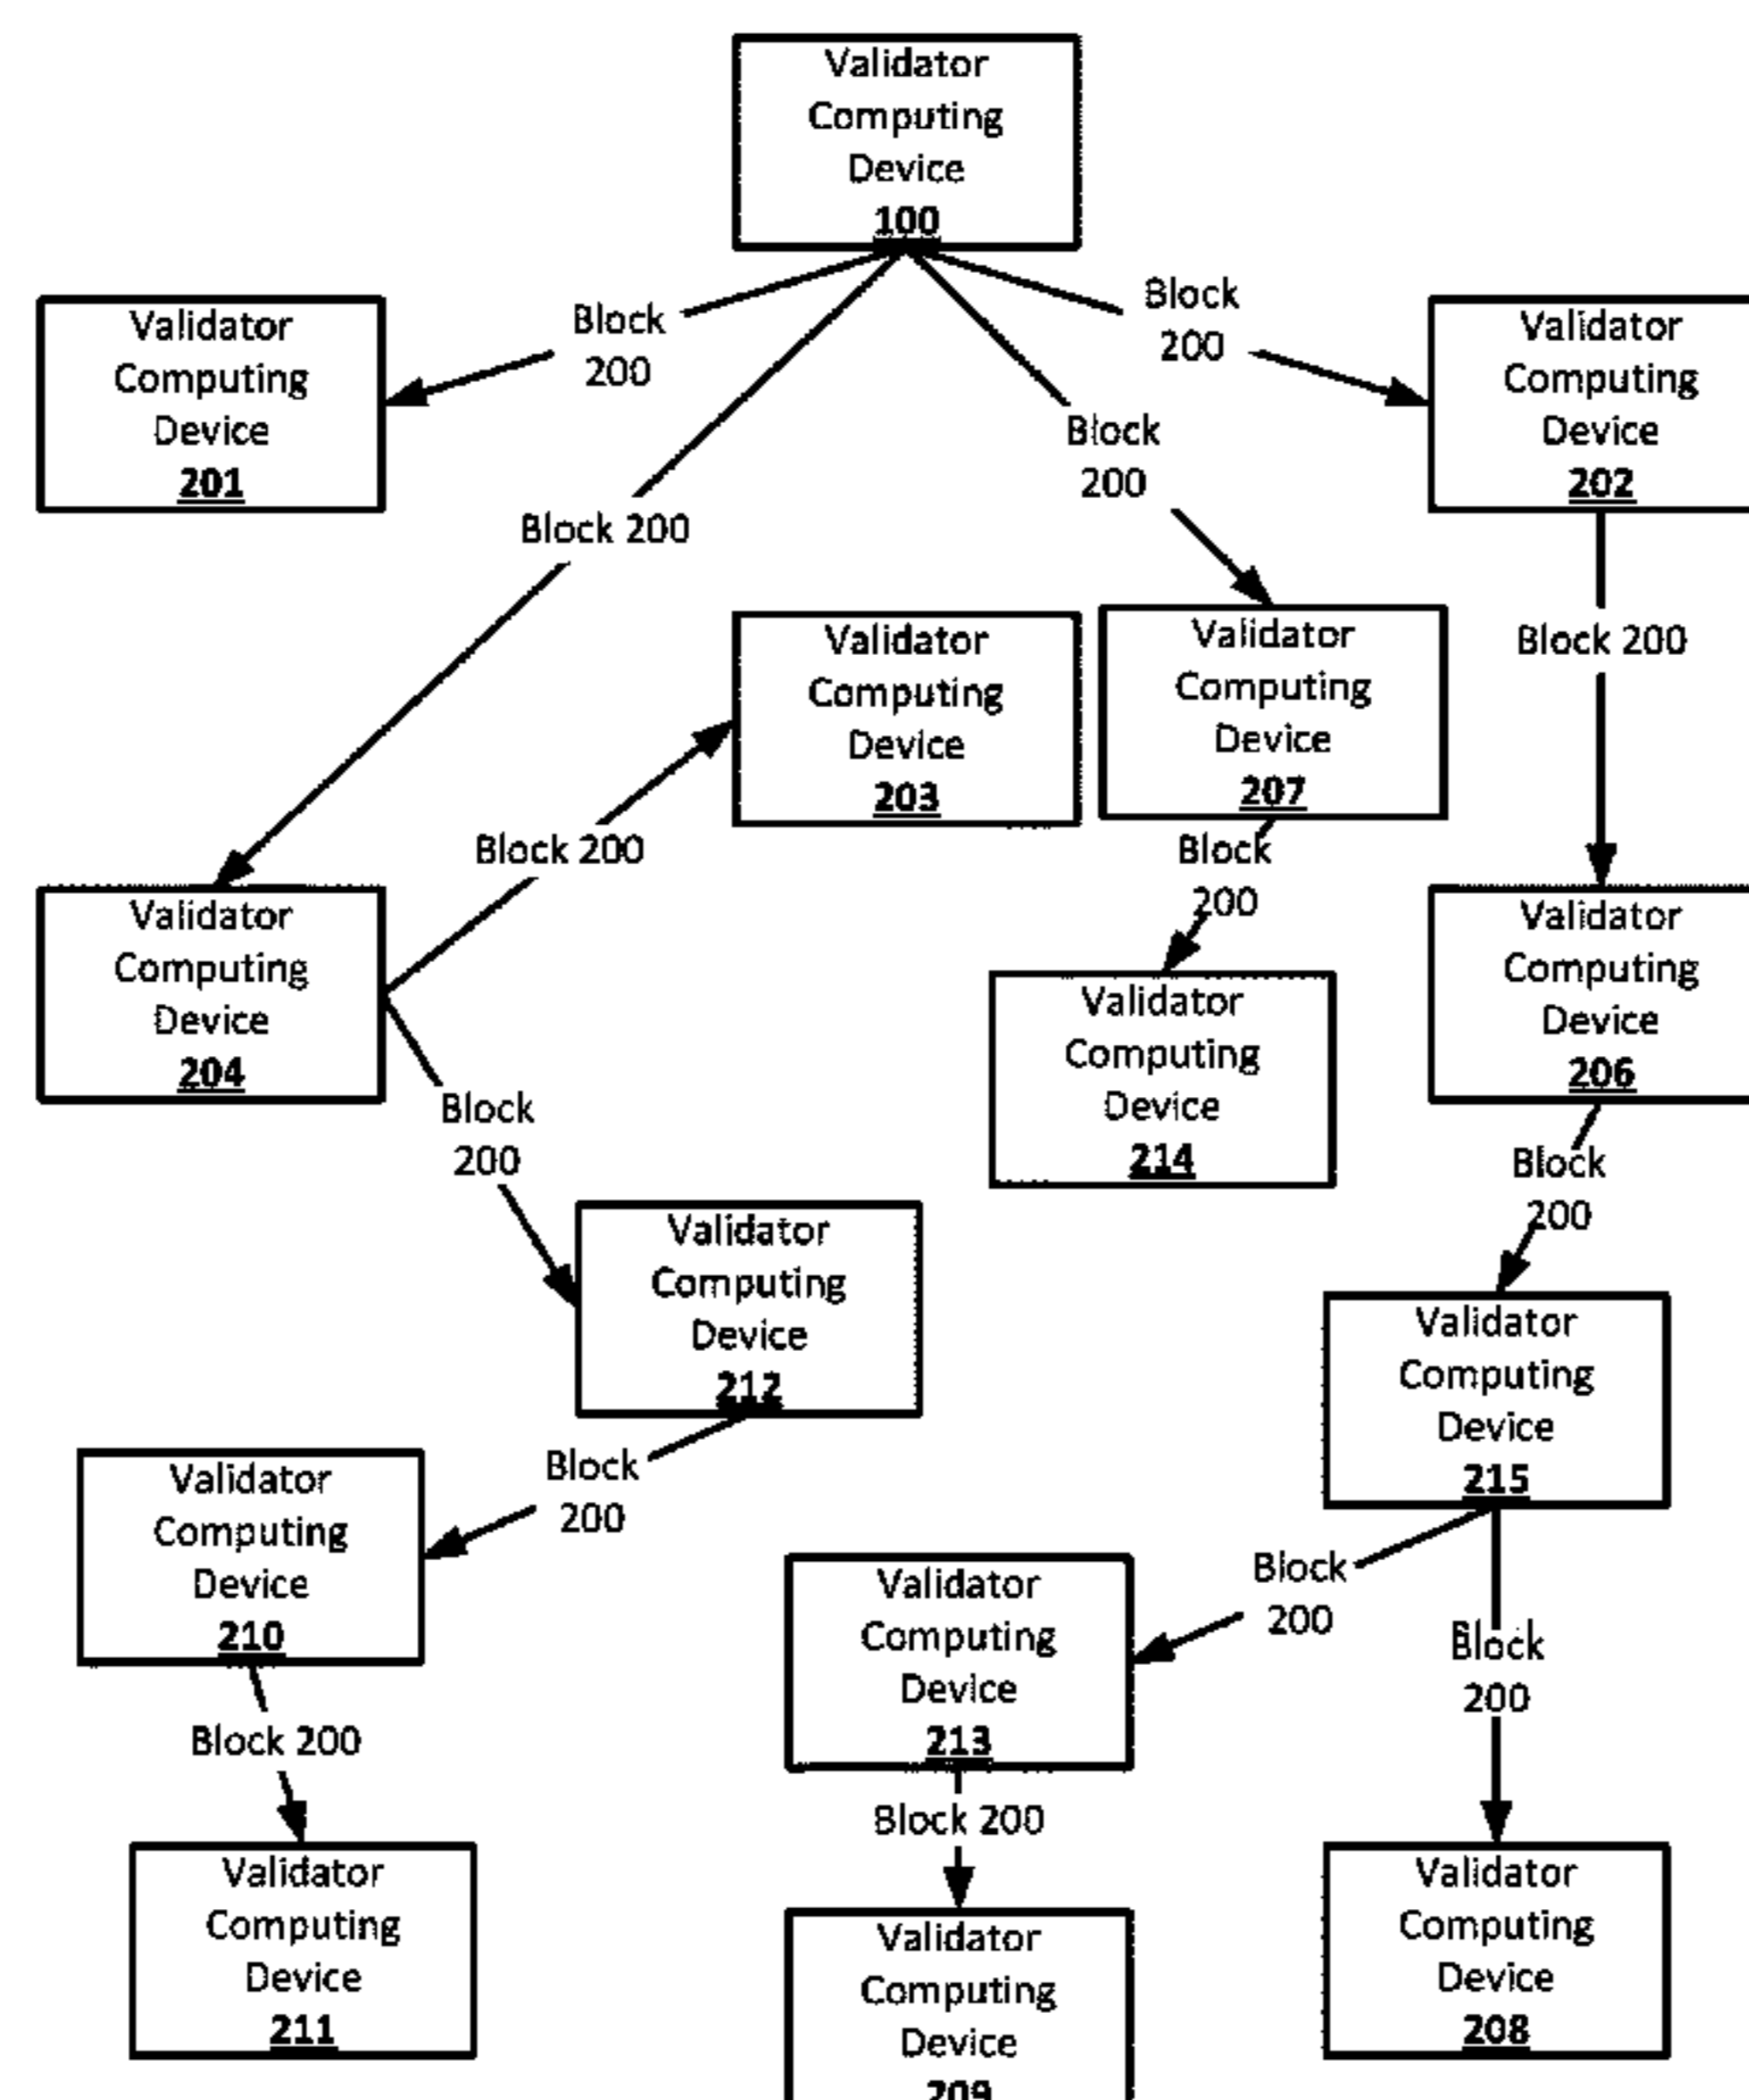 Validator
Computing
Device
100
Block
200
Block
200
Validator
Computing
Device
201
Validator
Computing
Device
202
Block
200
Block 200
Validator
Computing
Device
203
Validator
Computing
Device
207
Block 200
Block 200
Block
200
Validator
Computing
Device
204
Validator
Computing
Device
206
Validator
Computing
Device
214
Block
200
Block
200
Validator
Computing
Device
212
Validator
Computing
Device
215
Block
200
Validator
Computing
Device
210
Block
200
Validator
Computing
Device
213
Block
200
Block 200
Block 200
Validator
Computing
Device
211
Validator
Computing
Device
208
Validator
Computing
Device
209